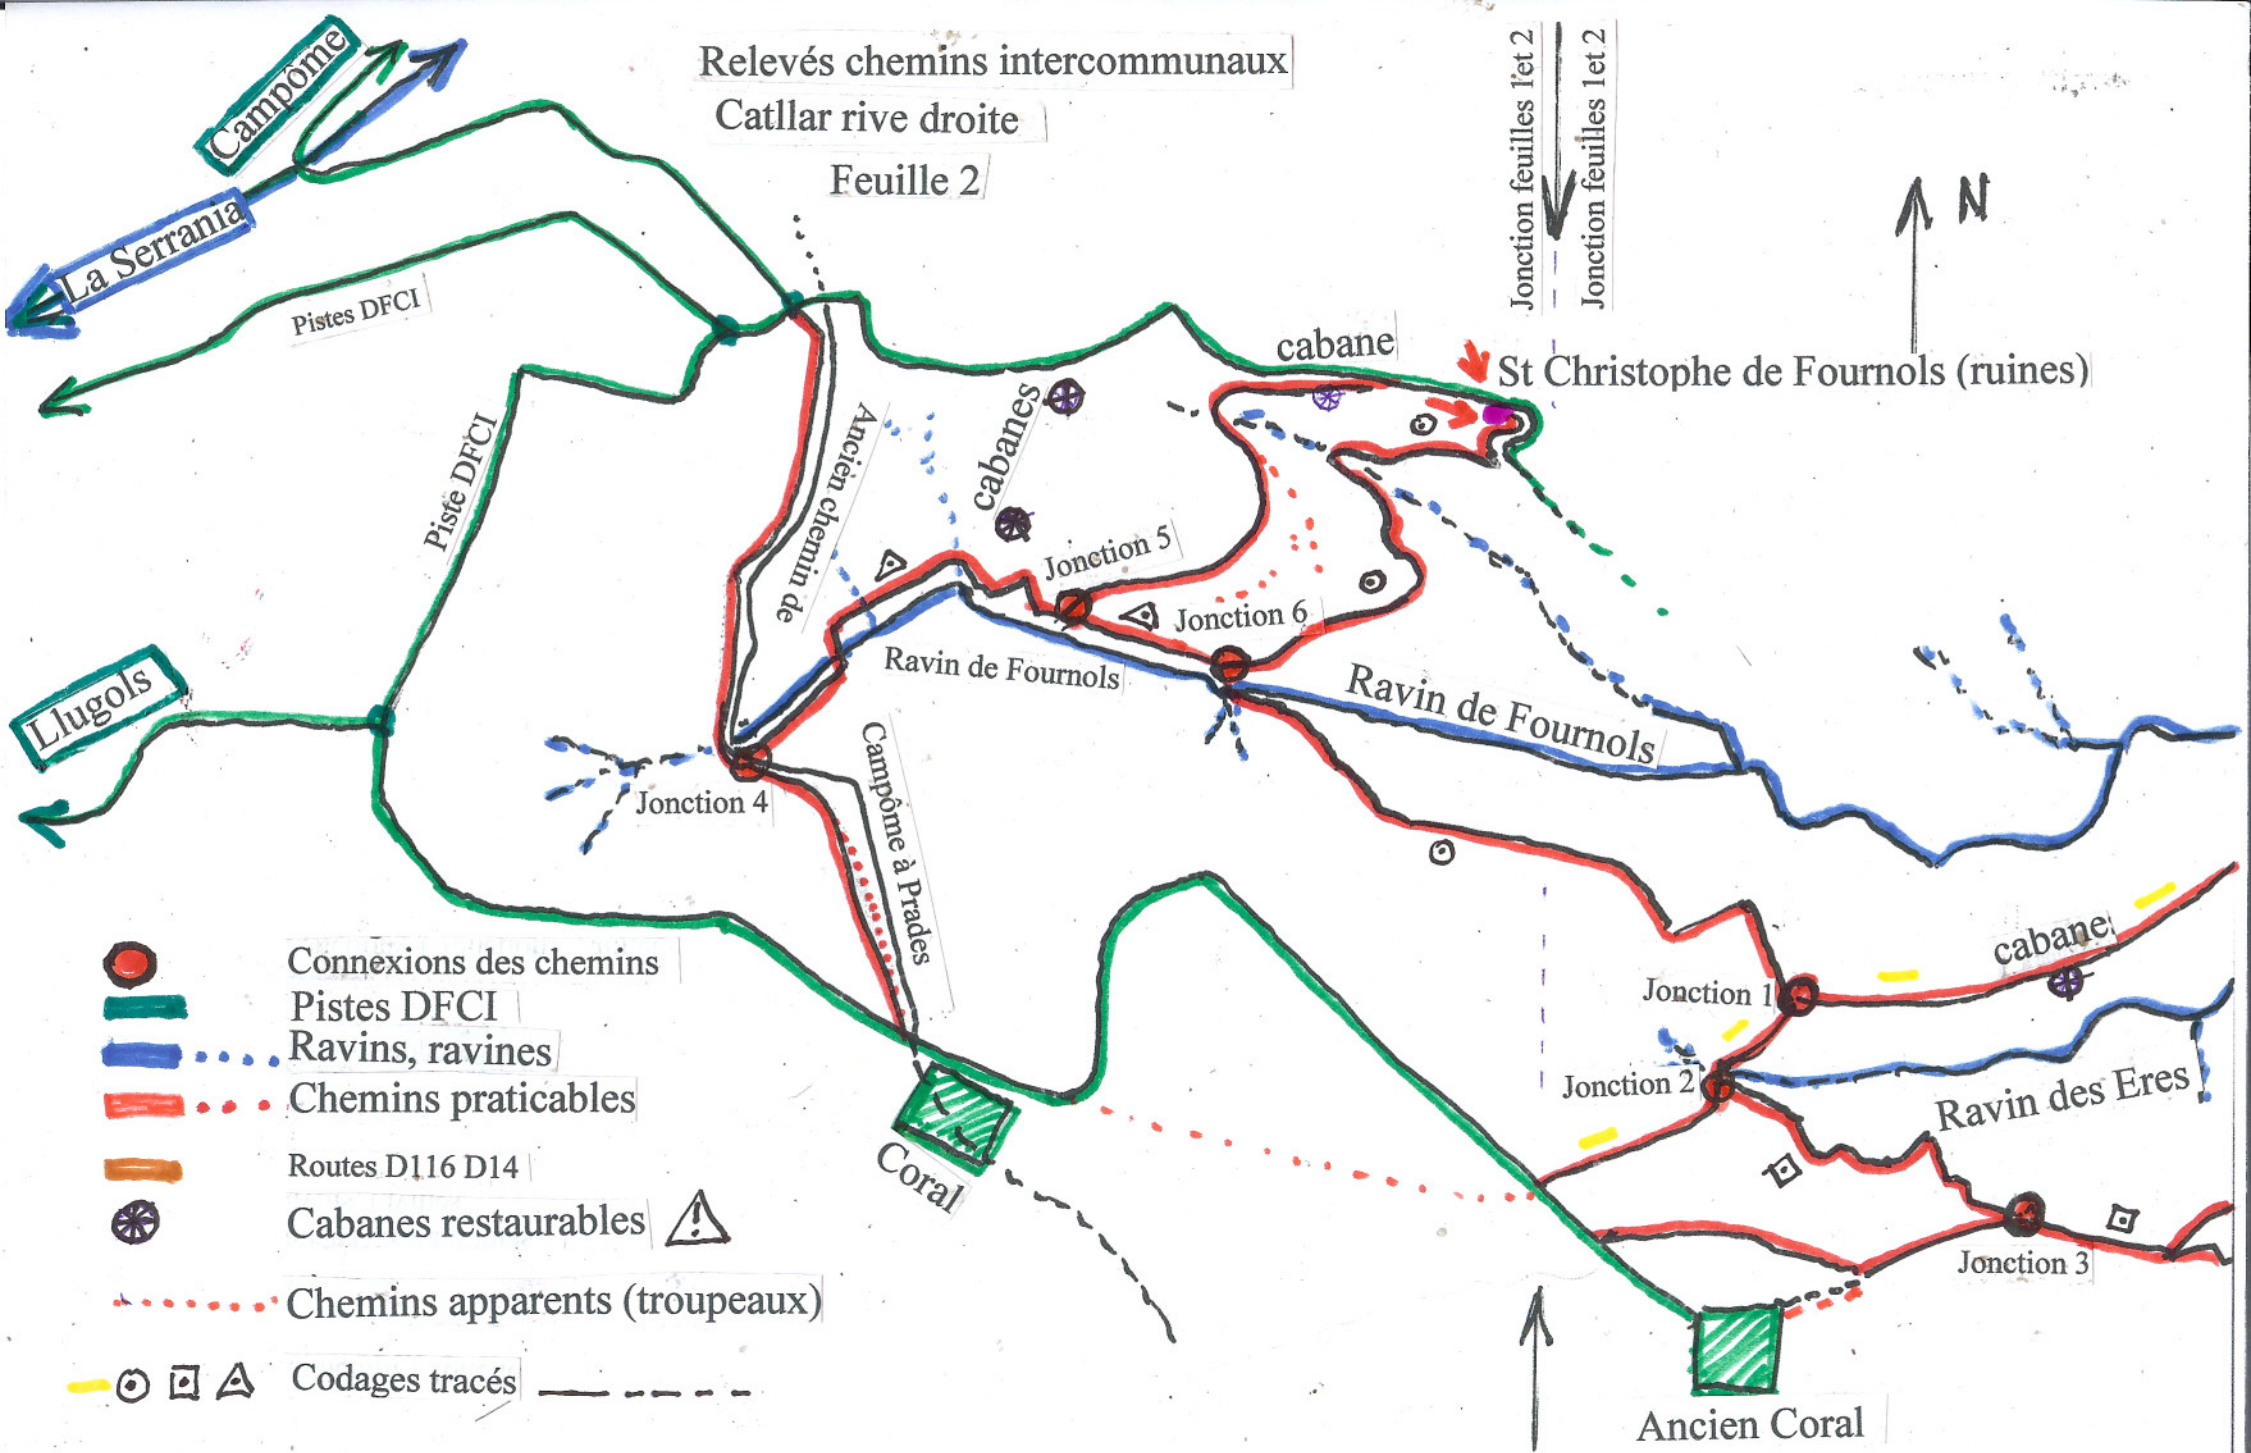 Relevés chemins intercommunaux
Catllar rive droite
Feuille 2
Jonction feuilles 1et 2
Jonction feuilles 1et 2
N
Campôme
La Serrania
Pistes DFCI
cabane
St Christophe de Fournols (ruines)
Piste DFCI
Ancien chemin de
cabanes
Jonction 5
Jonction 6
Ravin de Fournols
Ravin de Fournols
Llugols
Jonction 4
Campôme à Prades
cabane
Jonction 1
Jonction 2
Ravin des Eres
Jonction 3
Coral
Ancien Coral
Connexions des chemins
Pistes DFCI
Ravins, ravines
Chemins praticables
Routes D116 D14
Cabanes restaurables
Chemins apparents (troupeaux)
Codages tracés